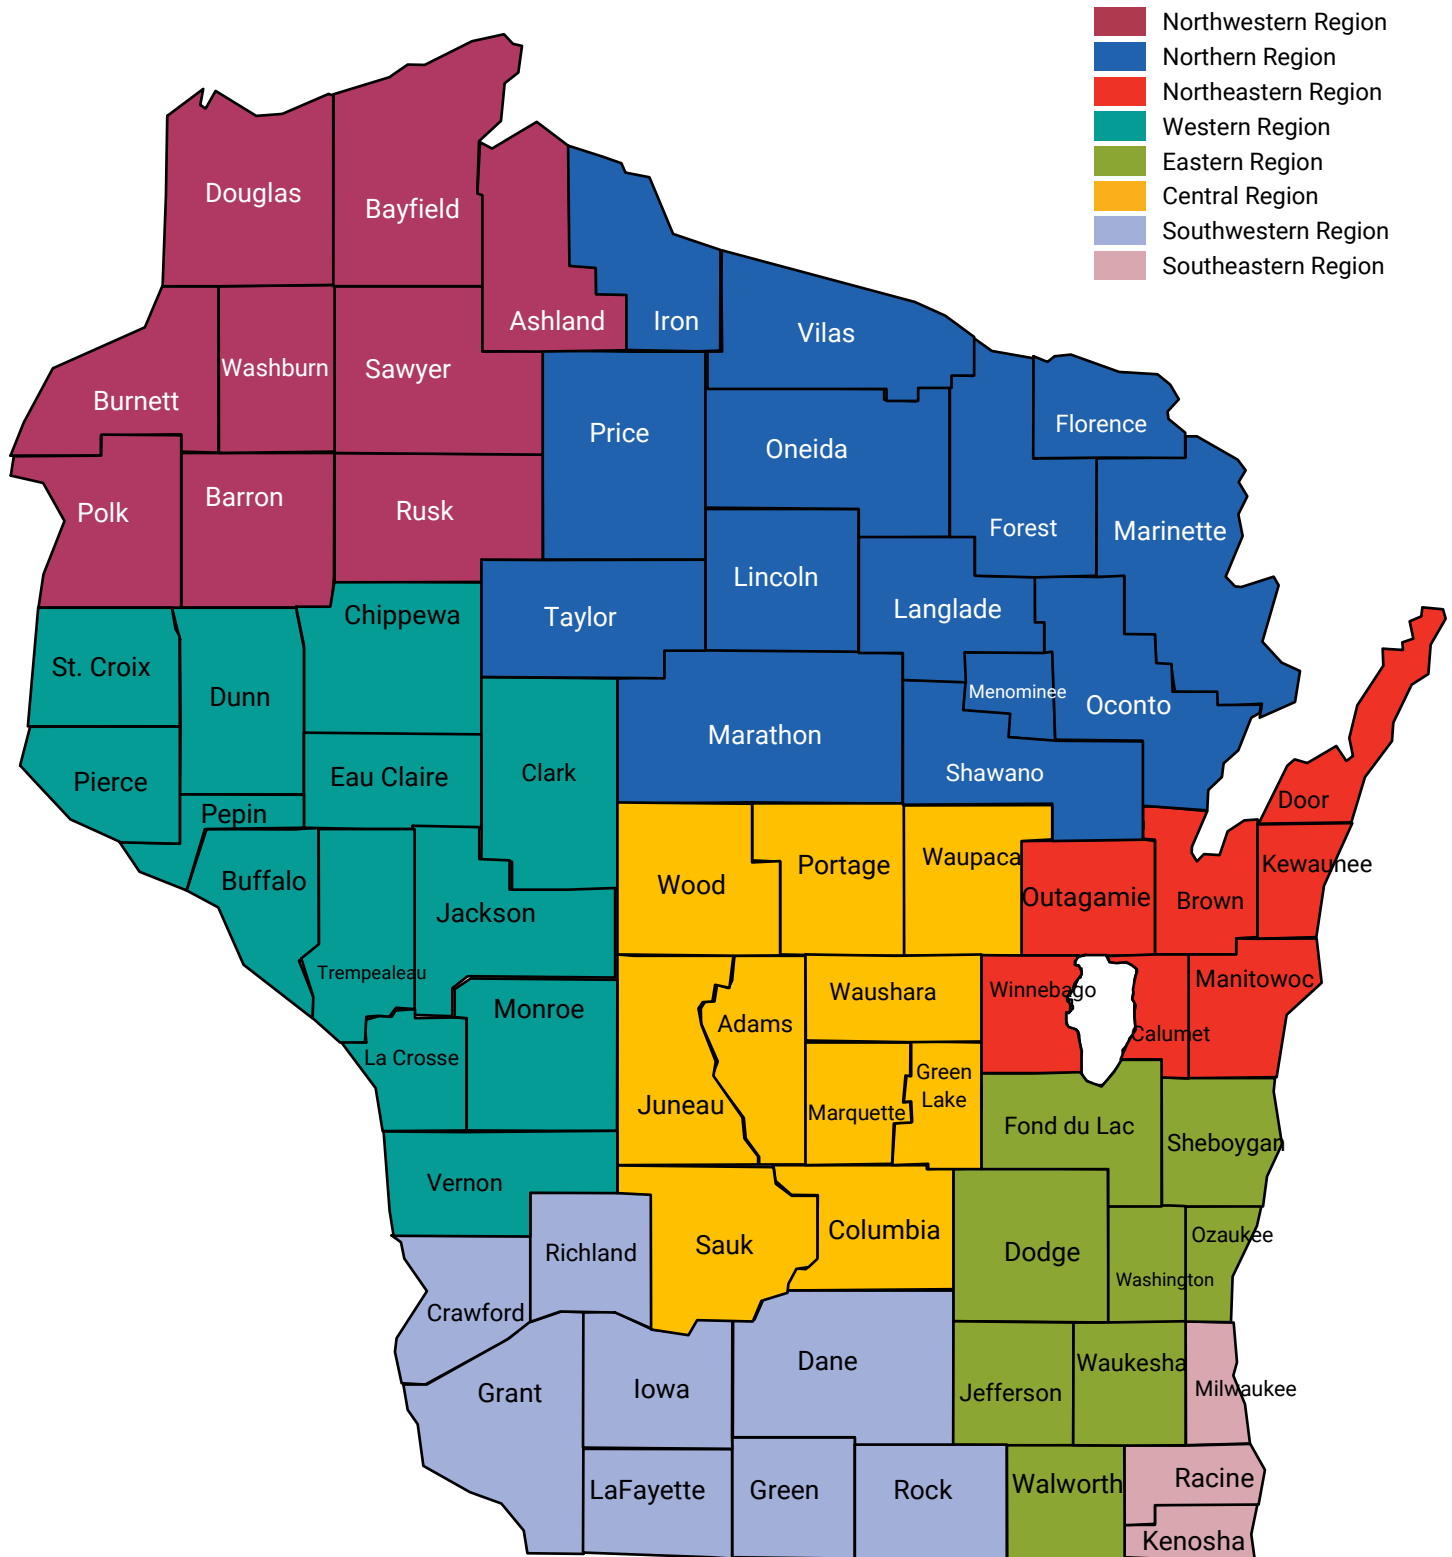 Northwestern Region
Northern Region
Northeastern Region
Western Region
Eastern Region
Central Region
Southwestern Region
Southeastern Region
Douglas
Bayfield
Ashland
Iron
Vilas
Burnett
Washburn
Sawyer
Price
Oneida
Florence
Polk
Barron
Rusk
Forest
Marinette
Lincoln
Chippewa
Taylor
Langlade
St. Croix
Dunn
Menominee
Oconto
Marathon
Pierce
Eau Claire
Clark
Shawano
Pepin
Door
Buffalo
Wood
Portage
Waupaca
Kewaunee
Outagamie
Brown
Jackson
Trempealeau
Waushara
Winnebago
Manitowoc
Monroe
Adams
Calumet
La Crosse
Green
Lake
Juneau
Marquette
Fond du Lac
Sheboygan
Vernon
Richland
Sauk
Columbia
Dodge
Ozaukee
Washington
Crawford
Dane
Waukesha
Grant
Iowa
Jefferson
Milwaukee
LaFayette
Green
Rock
Walworth
Racine
Kenosha